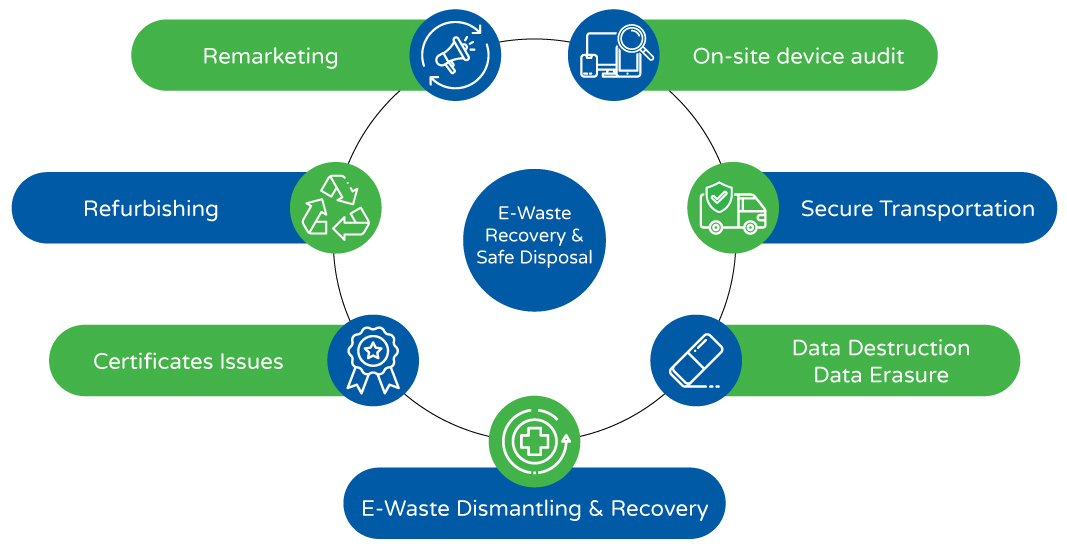 Remarketing
On-site device audit
Refurbishing
E-Waste
Recovery &
Safe Disposal
Secure Transportation
Certificates Issues
Data Destruction
Data Erasure
E-Waste Dismantling & Recovery